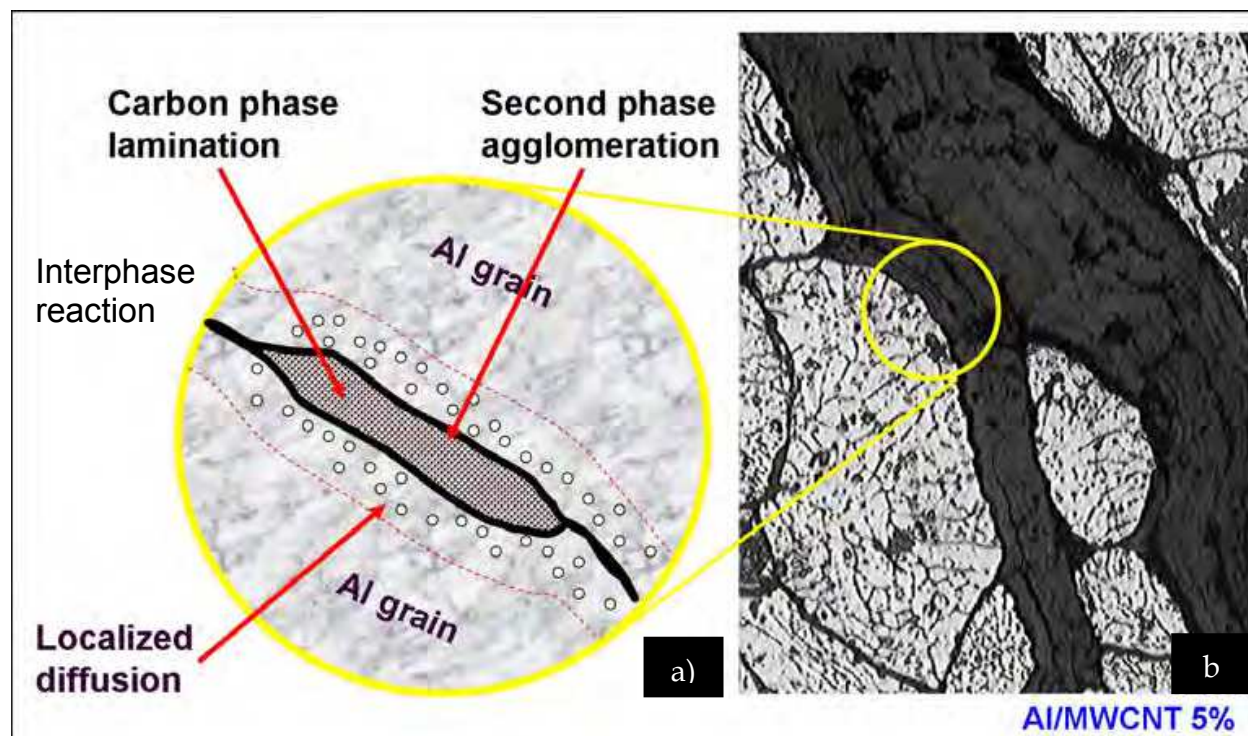 Carbon phase
lamination
Second phase
agglomeration
Interphase
reaction
Al grain
Al grain
Localized
diffusion
a)
b
Al/MWCNT 5%